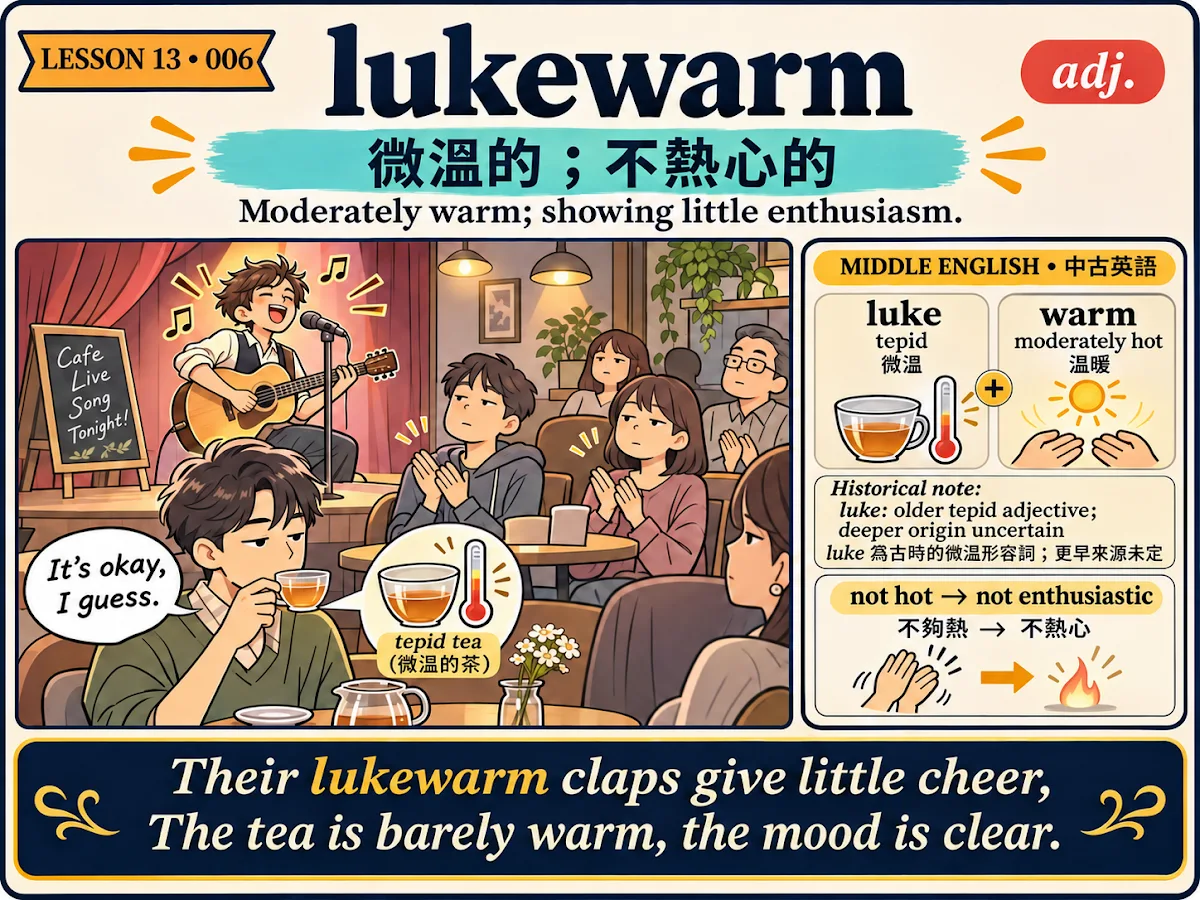 LESSON 13 • 006
lukewarm
adj.
微溫的；不熱心的
Moderately warm; showing little enthusiasm.
Cafe
Live
Song
Tonight!
It's okay,
I guess.
tepid tea
(微溫的茶)
MIDDLE ENGLISH • 中古英語
luke
tepid
微溫
+
warm
moderately hot
溫暖
Historical note:
luke: older tepid adjective;
deeper origin uncertain
luke 為古時的微溫形容詞；更早來源未定
not hot → not enthusiastic
不夠熱 → 不熱心
Their lukewarm claps give little cheer,
The tea is barely warm, the mood is clear.